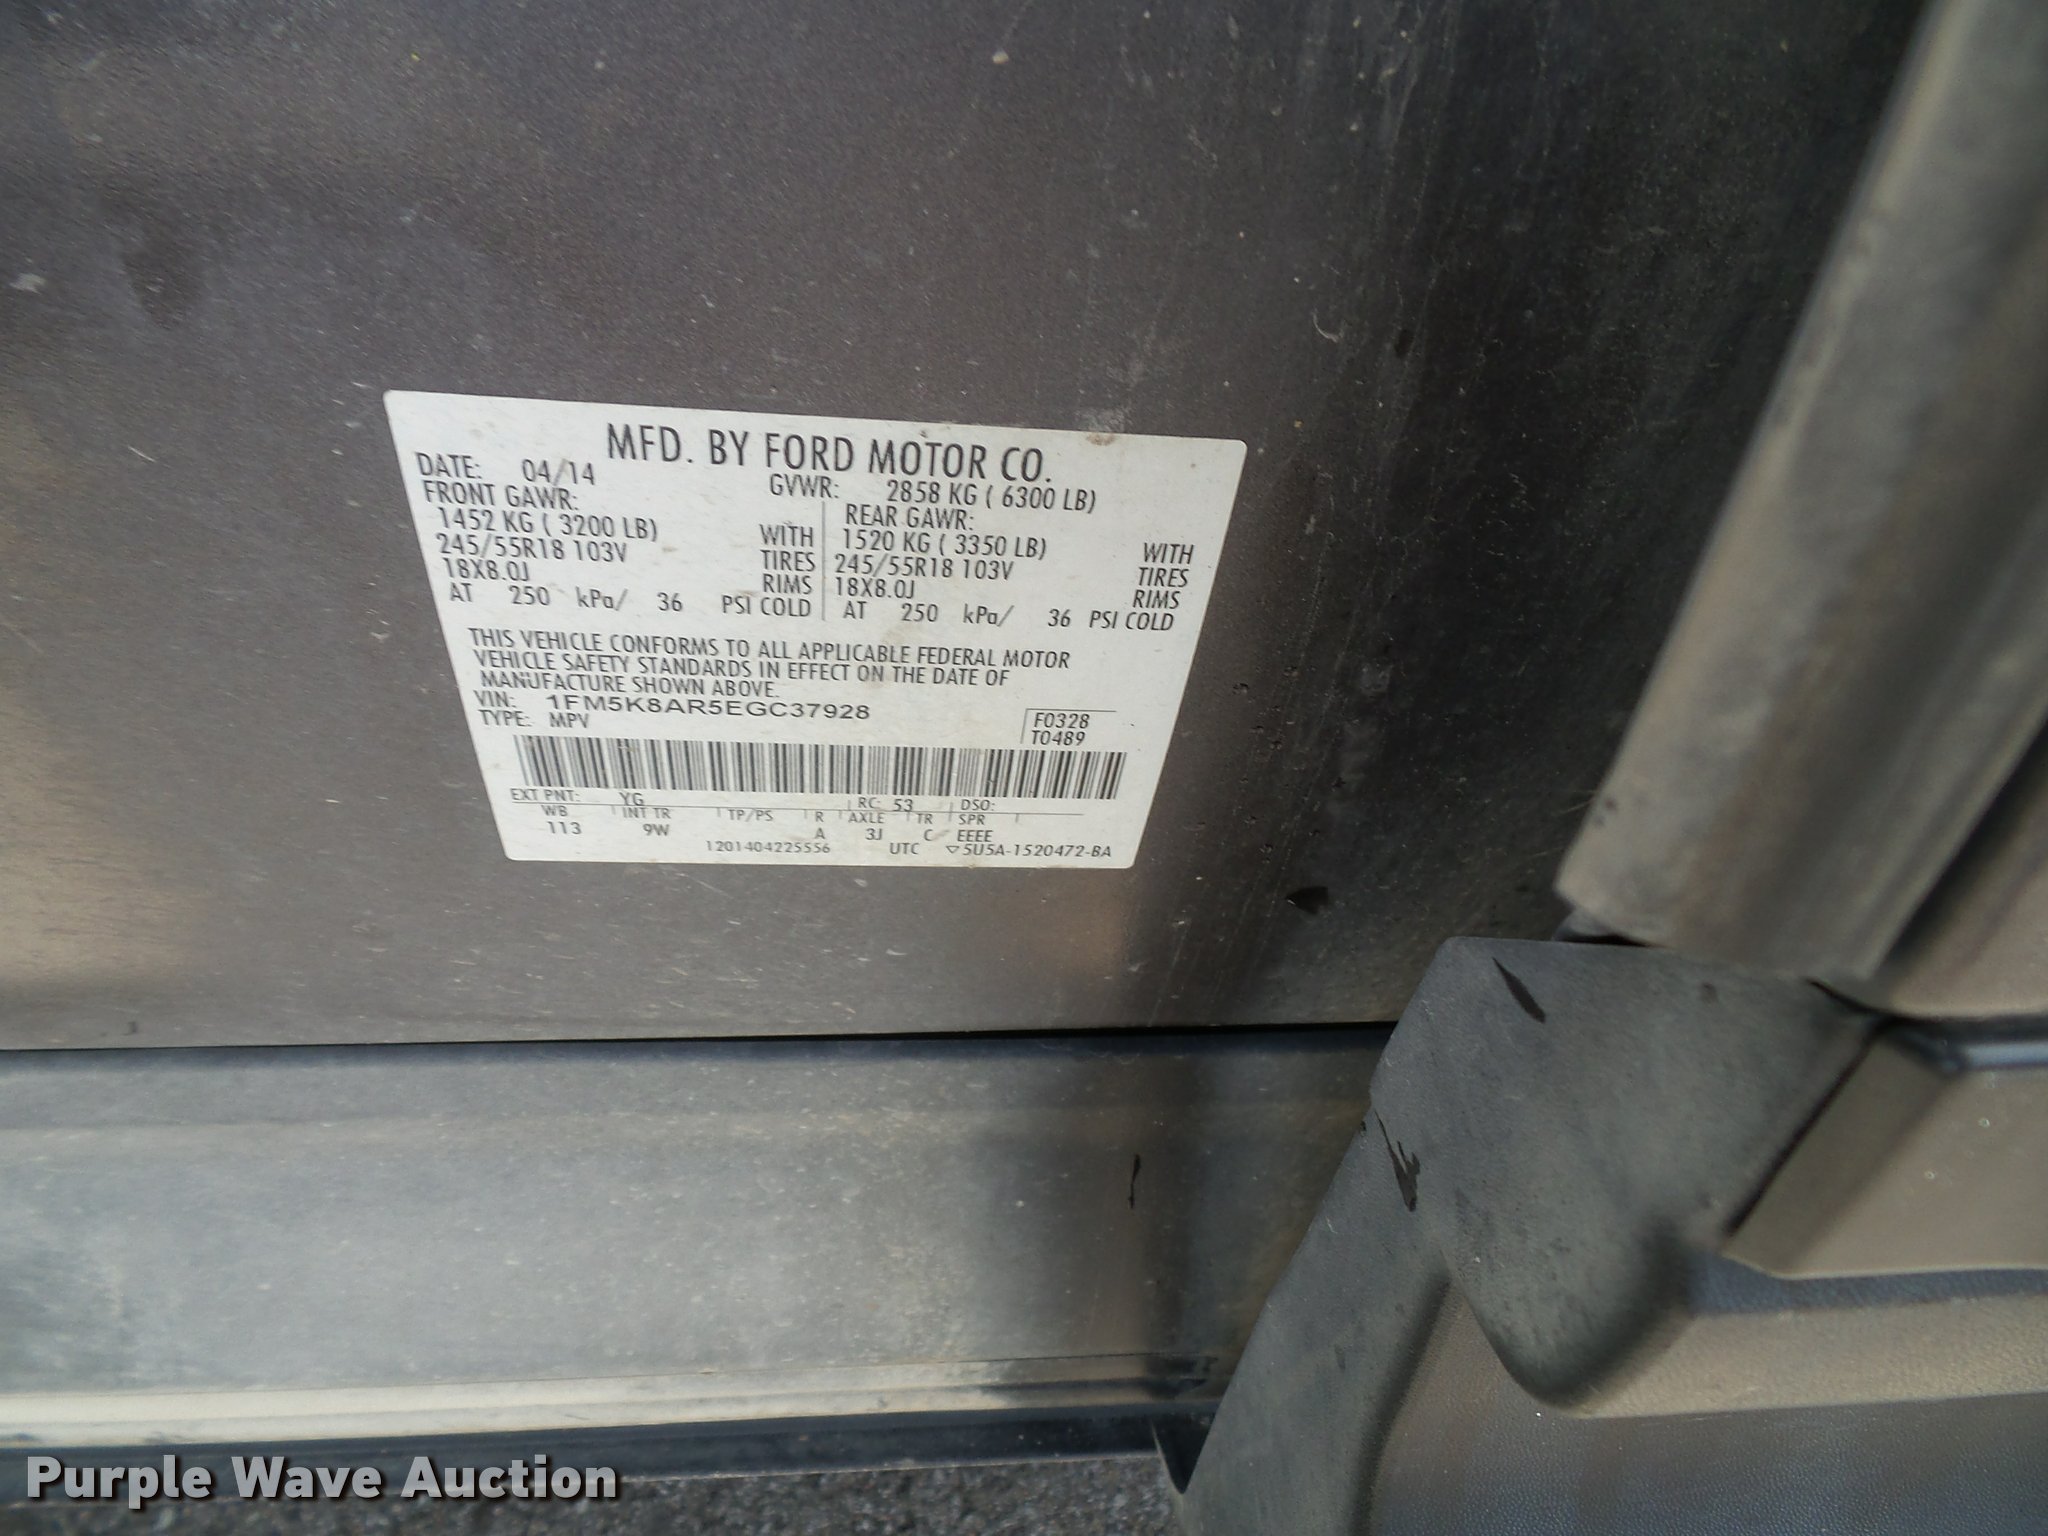 MFD. BY FORD MOTOR CO.
DATE: 04/14 GVWR: 2858 KG ( 6300 LB)
FRONT GAWR: REAR GAWR:
1452 KG ( 3200 LB) WITH 1520 KG ( 3350 LB) WITH
245/55R18 103V TIRES 245/55R18 103V TIRES
18X8.0J RIMS 18X8.0J RIMS
AT 250 kPa/ 36 PSI COLD AT 250 kPa/ 36 PSI COLD
THIS VEHICLE CONFORMS TO ALL APPLICABLE FEDERAL MOTOR
VEHICLE SAFETY STANDARDS IN EFFECT ON THE DATE OF
MANUFACTURE SHOWN ABOVE.
VIN: 1FM5K8AR5EGC37928 F0328
TYPE: MPV T0489
EXT PNT: YG RC: 53 DSO:
WB INT TR TP/PS R AXLE TR SPR
113 9W A 3J C EEEE
1201404225556 UTC ▽5U5A-1520472-BA
Purple Wave Auction